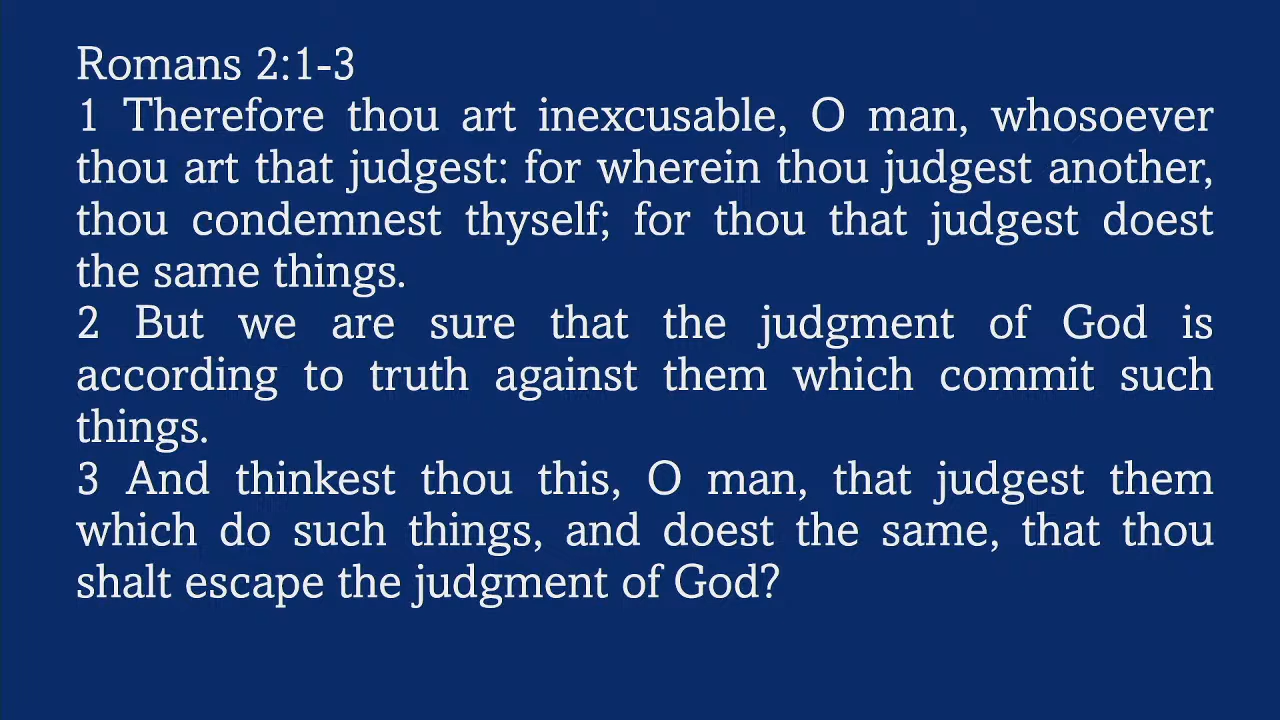 Romans 2:1-3
1 Therefore thou art inexcusable, O man, whosoever
thou art that judgest: for wherein thou judgest another,
thou condemnest thyself; for thou that judgest doest
the same things.
2 But we are sure that the judgment of God is
according to truth against them which commit such
things.
3 And thinkest thou this, O man, that judgest them
which do such things, and doest the same, that thou
shalt escape the judgment of God?